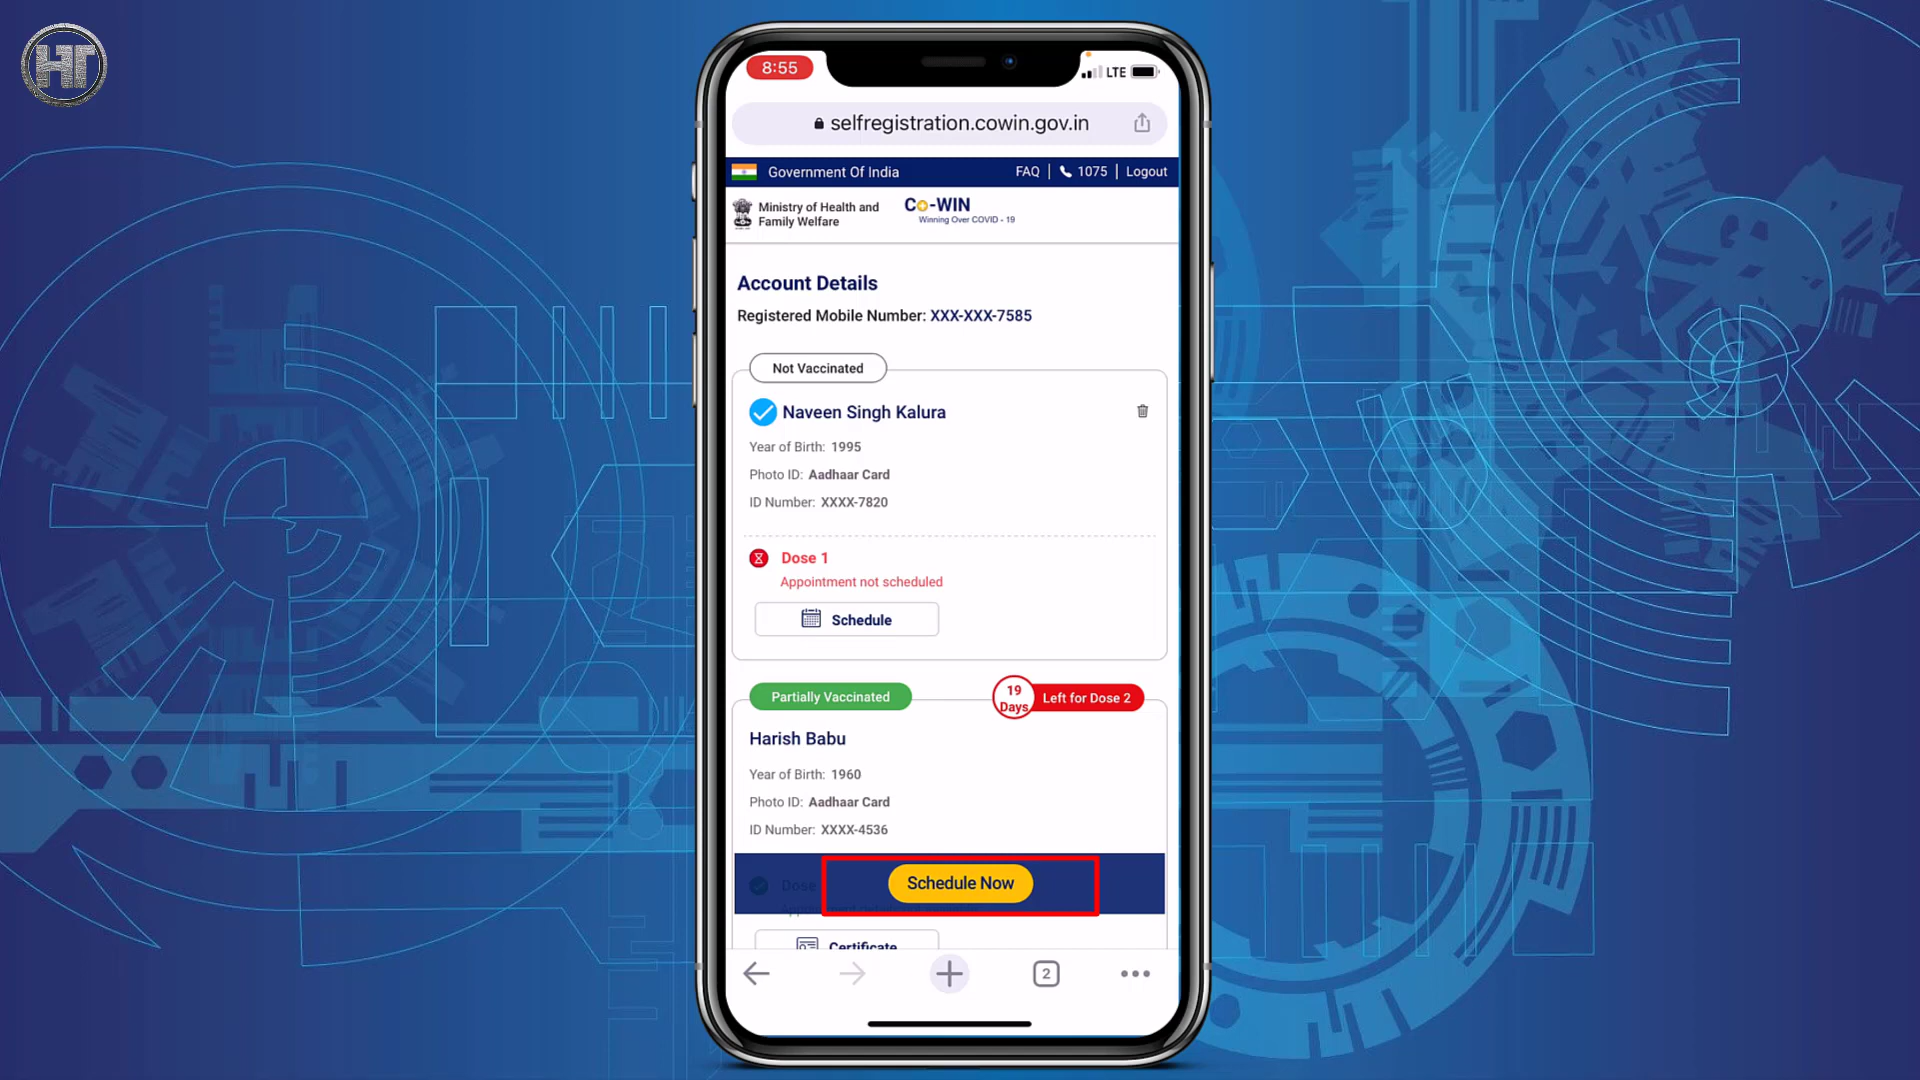 HT
8:55
LTE
selfregistration.cowin.gov.in
Government Of India
FAQ | 1075 | Logout
Ministry of Health and
Family Welfare
Co-WIN
Winning Over COVID - 19
Account Details
Registered Mobile Number: XXX-XXX-7585
Not Vaccinated
Naveen Singh Kalura
Year of Birth: 1995
Photo ID: Aadhaar Card
ID Number: XXXX-7820
Dose 1
Appointment not scheduled
Schedule
Partially Vaccinated
19
Days
Left for Dose 2
Harish Babu
Year of Birth: 1960
Photo ID: Aadhaar Card
ID Number: XXXX-4536
Dose
Schedule Now
Certificate
2